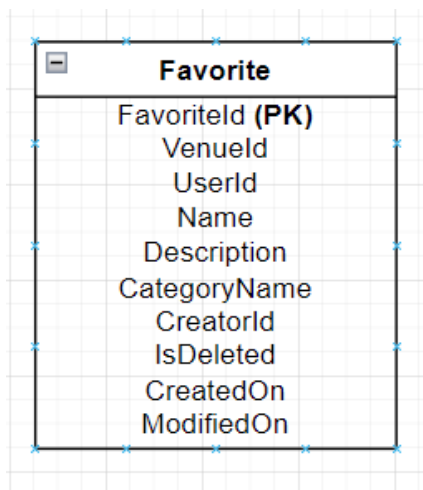 Favorite
FavoriteId (PK)
VenueId
UserId
Name
Description
CategoryName
CreatorId
IsDeleted
CreatedOn
ModifiedOn